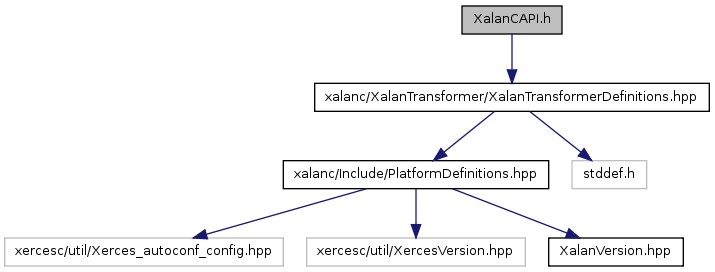 XalanCAPI.h
xalanc/XalanTransformer/XalanTransformerDefinitions.hpp
xalanc/Include/PlatformDefinitions.hpp
stddef.h
xercesc/util/Xerces_autoconf_config.hpp
xercesc/util/XercesVersion.hpp
XalanVersion.hpp